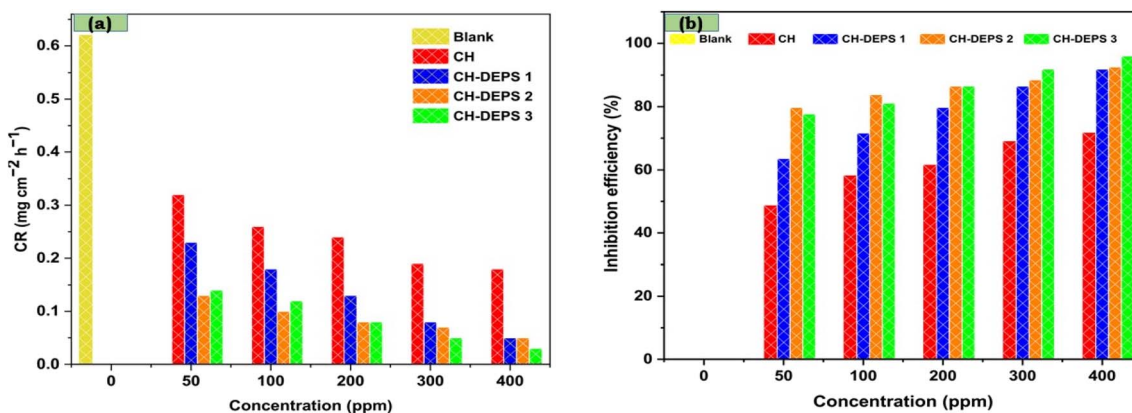 (a)
Blank
CH
CH-DEPS 1
CH-DEPS 2
CH-DEPS 3
CR (mg cm⁻² h⁻¹)
0.6
0.5
0.4
0.3
0.2
0.1
0.0
0 50 100 200 300 400
Concentration (ppm)
(b)
Blank CH CH-DEPS 1 CH-DEPS 2 CH-DEPS 3
Inhibition efficiency (%)
100
80
60
40
20
0
0 50 100 200 300 400
Concentration (ppm)